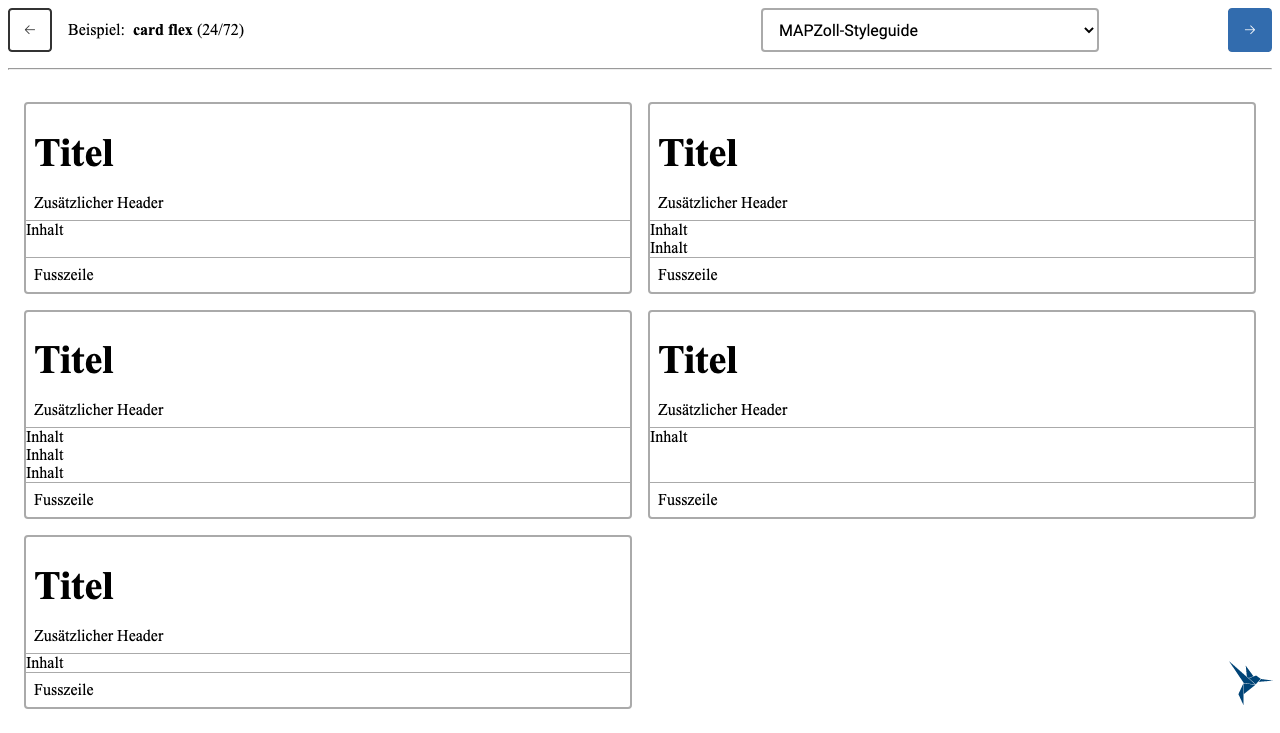 Beispiel: card flex (24/72)
MAPZoll-Styleguide
Titel
Zusätzlicher Header
Inhalt
Fusszeile
Titel
Zusätzlicher Header
Inhalt
Inhalt
Fusszeile
Titel
Zusätzlicher Header
Inhalt
Inhalt
Inhalt
Fusszeile
Titel
Zusätzlicher Header
Inhalt
Fusszeile
Titel
Zusätzlicher Header
Inhalt
Fusszeile